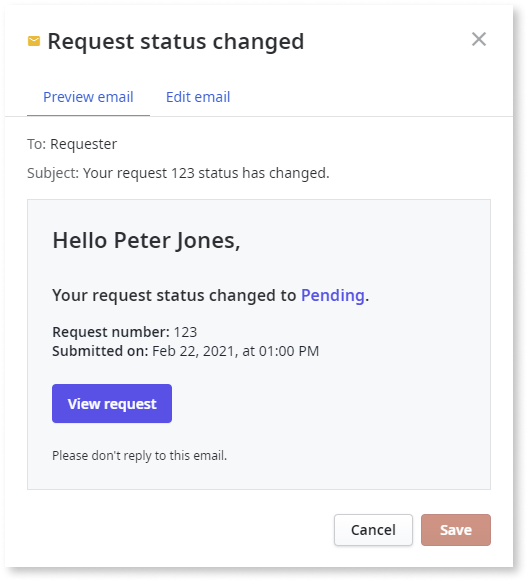 Request status changed
Preview email Edit email
To: Requester
Subject: Your request 123 status has changed.
Hello Peter Jones,
Your request status changed to Pending.
Request number: 123
Submitted on: Feb 22, 2021, at 01:00 PM
View request
Please don't reply to this email.
Cancel Save